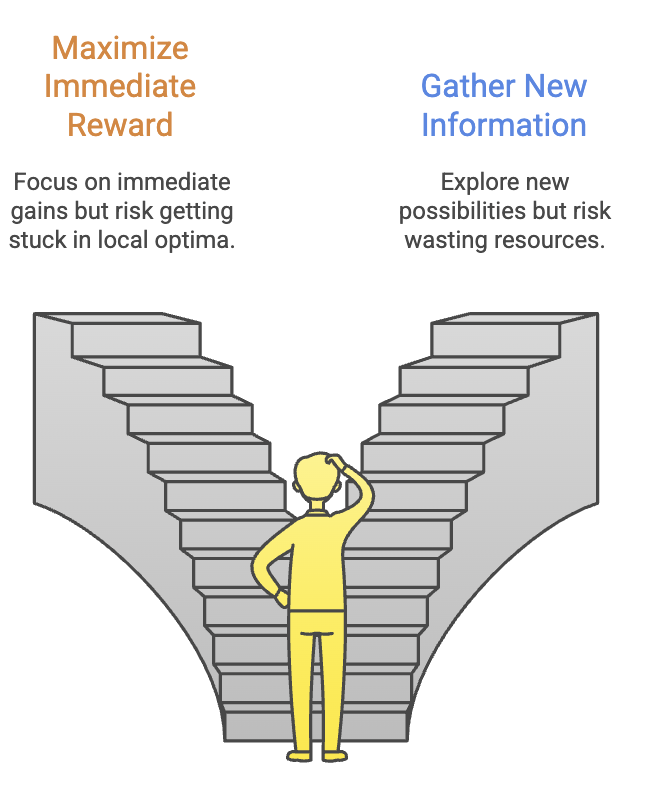 Maximize
Immediate
Reward
Focus on immediate
gains but risk getting
stuck in local optima.
Gather New
Information
Explore new
possibilities but risk
wasting resources.